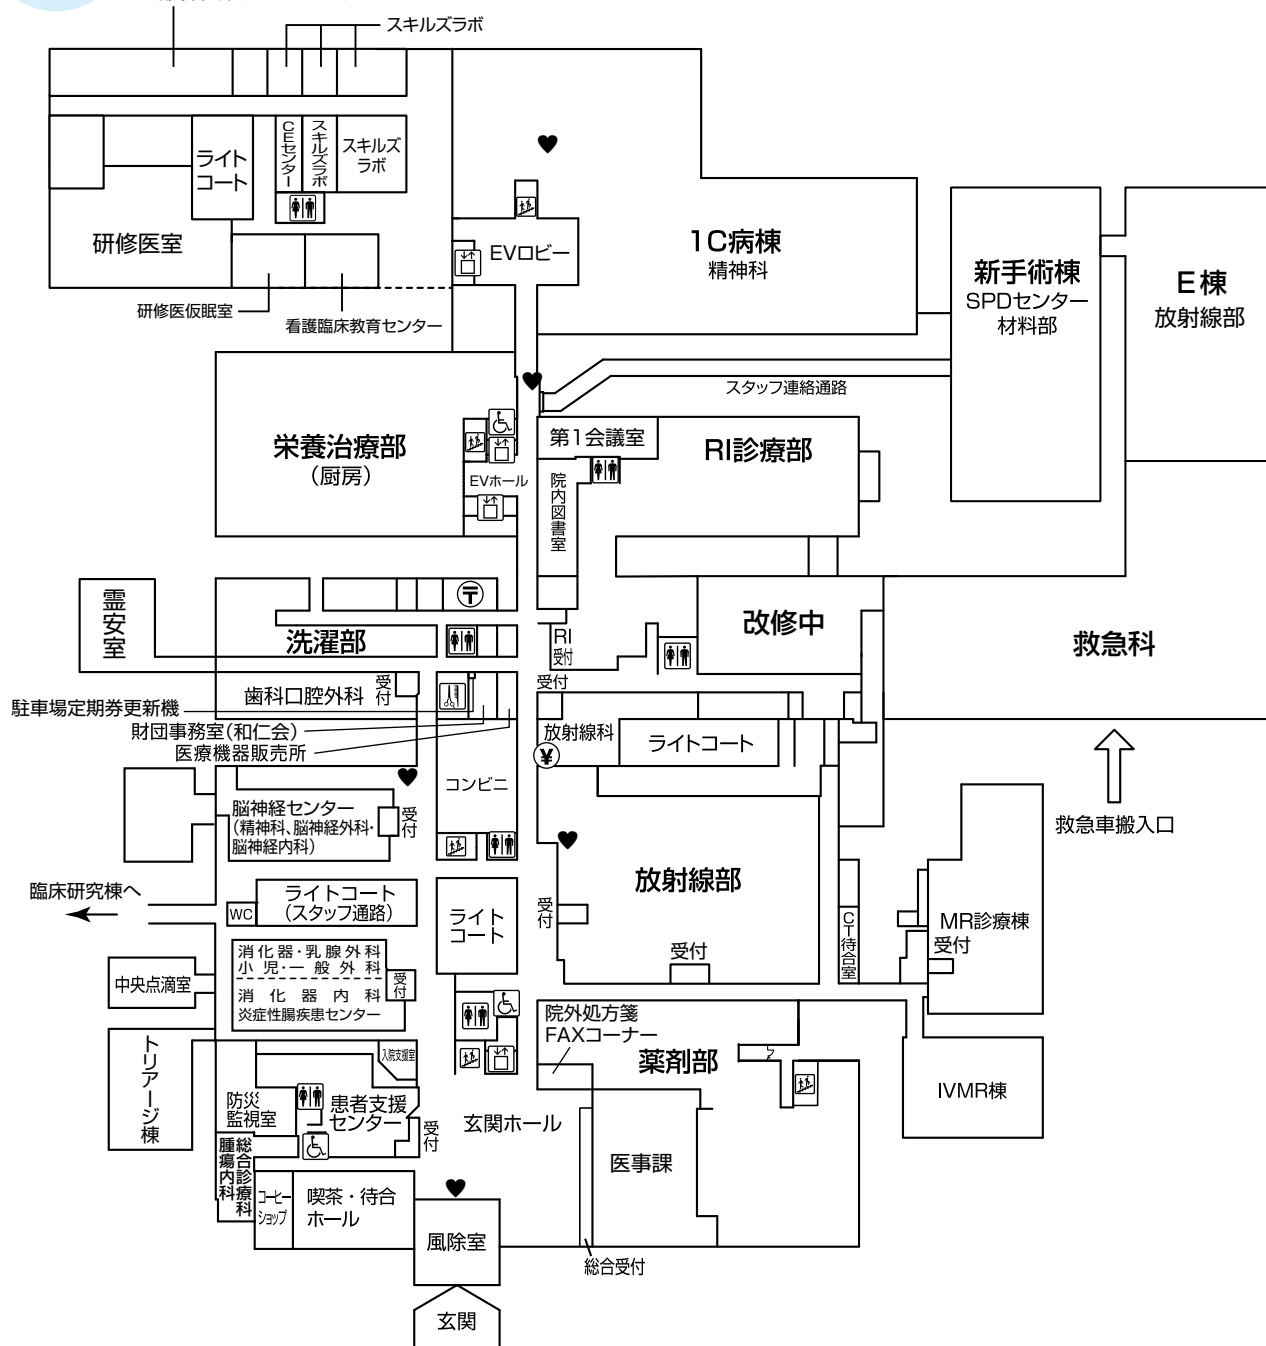 スキルズラボ
ライト
コート
CEセンター
スキルズラボ
スキルズ
ラボ
研修医室
EVロビー
1C病棟
精神科
新手術棟
SPDセンター
材料部
E棟
放射線部
研修医仮眠室
看護臨床教育センター
スタッフ連絡通路
栄養治療部
(厨房)
第1会議室
RI診療部
EVホール
院内図書室
霊安室
〒
洗濯部
RI
受付
改修中
救急科
歯科口腔外科
受付
受付
駐車場定期券更新機
財団事務室(和仁会)
医療機器販売所
放射線科
¥
ライトコート
コンビニ
脳神経センター
(精神科、脳神経外科・
脳神経内科)
受付
救急車搬入口
臨床研究棟へ
WC
ライトコート
(スタッフ通路)
ライト
コート
放射線部
受付
受付
CT待合室
MR診療棟
受付
消化器・乳腺外科
小児・一般外科
消化器内科
炎症性腸疾患センター
受付
中央点滴室
院外処方箋
FAXコーナー
薬剤部
トリアージ棟
入院支援室
防災
監視室
患者支援
センター
受付
玄関ホール
IVMR棟
総合診療科
腫瘍内科
医事課
コーヒー
ショップ
喫茶・待合
ホール
風除室
総合受付
玄関